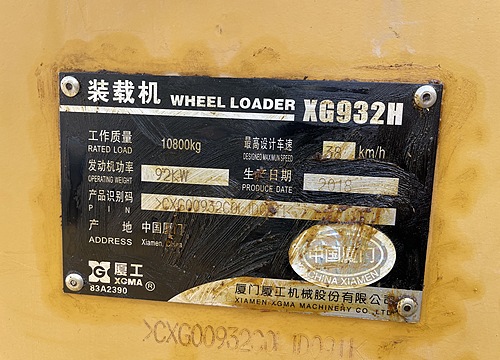 装载机 WHEEL LOADER XG932H
工作质量 10800kg 最高设计车速 38 km/h
RATED LOAD DESIGNED MAXIMUN SPEED
发动机功率 92KW 生产日期 2018
OPERATING WEIGHT PRODUCE DATE
产品识别码
P I N
产 地 中国厦门
ADDRESS Xiamen, China
中国厦门
CHINA XIAMEN
厦工
XGMA ®
83A2390
厦门厦工机械股份有限公司
XIAMEN XGMA MACHINERY CO., LTD.